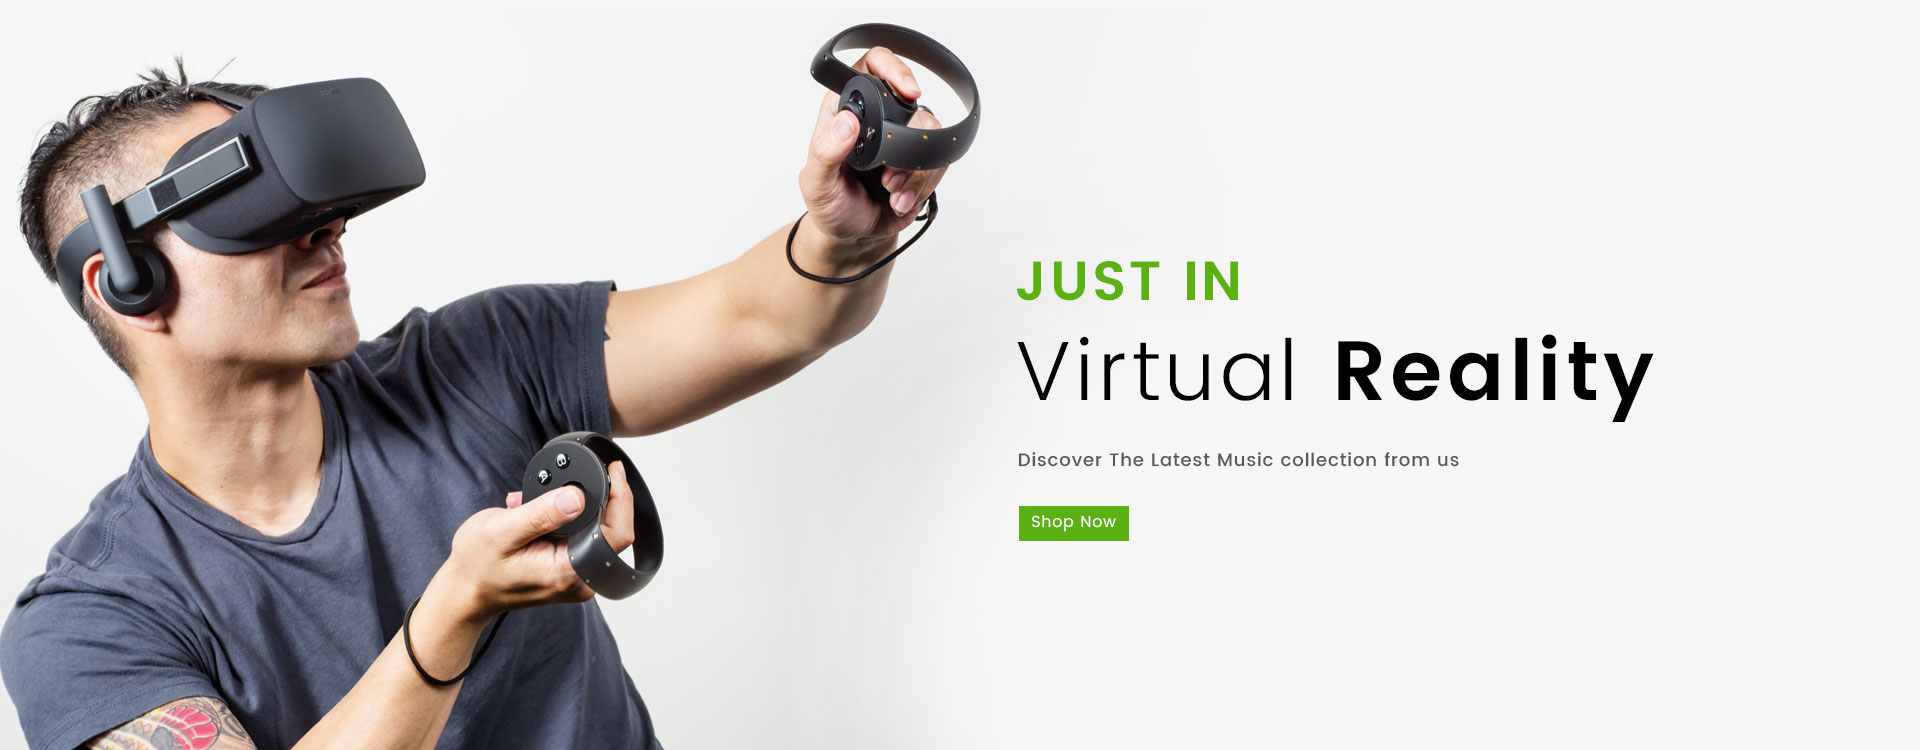 JUST IN
Virtual Reality
Discover The Latest Music collection from us
Shop Now
B
A